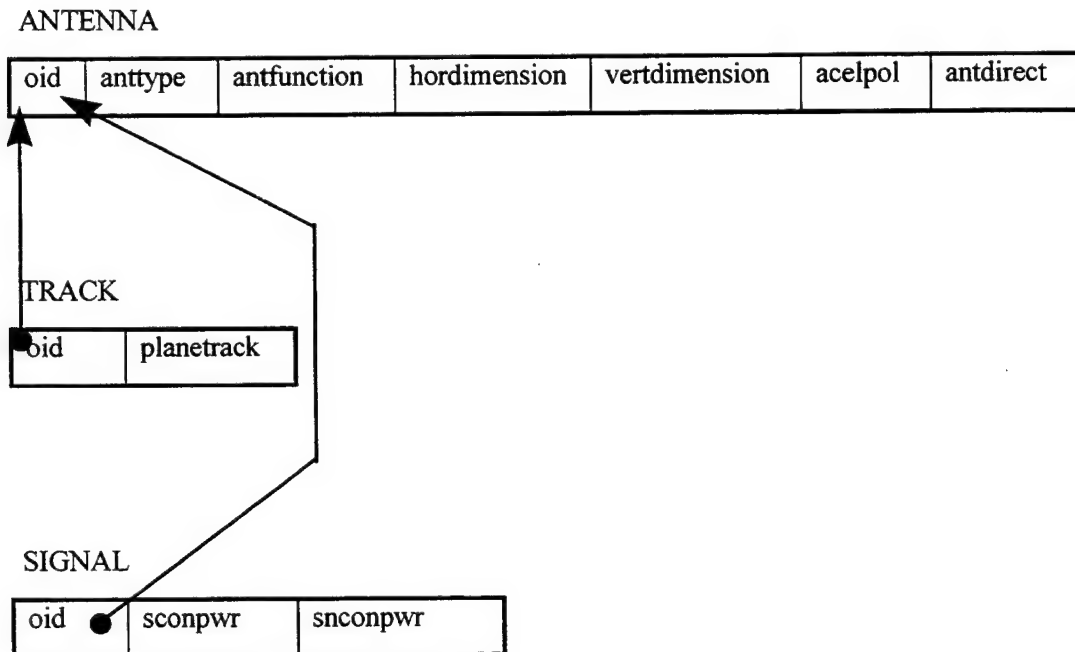 ANTENNA
oid anttype antfunction hordimension vertdimension acelpol antdirect
TRACK
oid planetrack
SIGNAL
oid sconpwr snconpwr